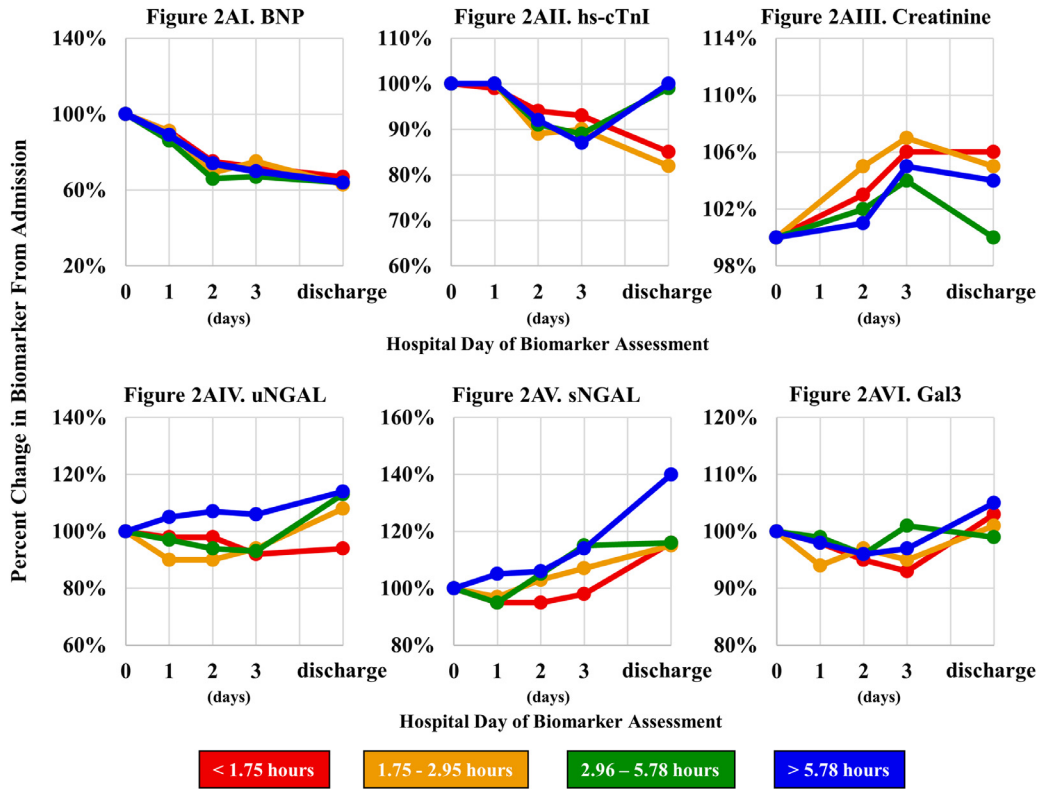 Percent Change in Biomarker From Admission
Figure 2AI. BNP
140%
100%
60%
20%
0 1 2 3 discharge
(days)
Figure 2AII. hs-cTnI
110%
100%
90%
80%
70%
60%
0 1 2 3 discharge
(days)
Figure 2AIII. Creatinine
114%
110%
106%
102%
98%
0 1 2 3 discharge
(days)
Hospital Day of Biomarker Assessment
Figure 2AIV. uNGAL
140%
120%
100%
80%
60%
0 1 2 3 discharge
(days)
Figure 2AV. sNGAL
160%
140%
120%
100%
80%
0 1 2 3 discharge
(days)
Figure 2AVI. Gal3
120%
110%
100%
90%
80%
0 1 2 3 discharge
(days)
Hospital Day of Biomarker Assessment
< 1.75 hours
1.75 - 2.95 hours
2.96 – 5.78 hours
> 5.78 hours